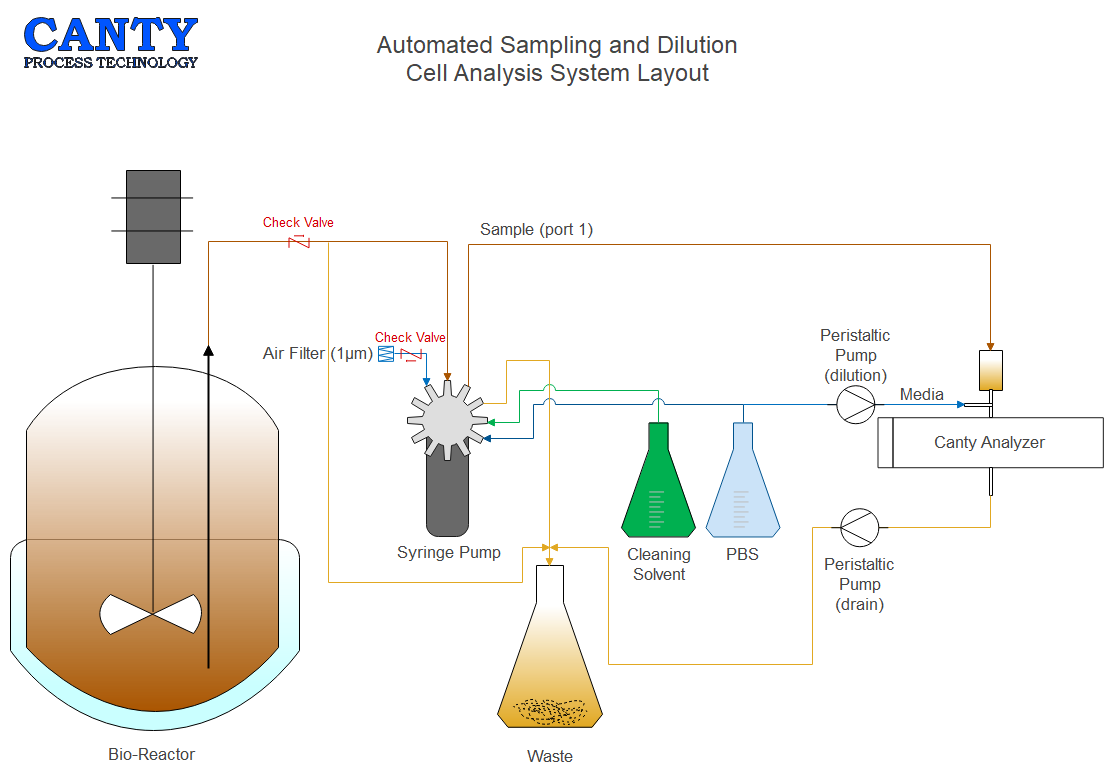 CANTY
PROCESS TECHNOLOGY
Automated Sampling and Dilution
Cell Analysis System Layout
Check Valve
Sample (port 1)
Check Valve
Air Filter (1µm)
Peristaltic
Pump
(dilution)
Media
Canty Analyzer
Syringe Pump
Cleaning
Solvent
PBS
Peristaltic
Pump
(drain)
Bio-Reactor
Waste